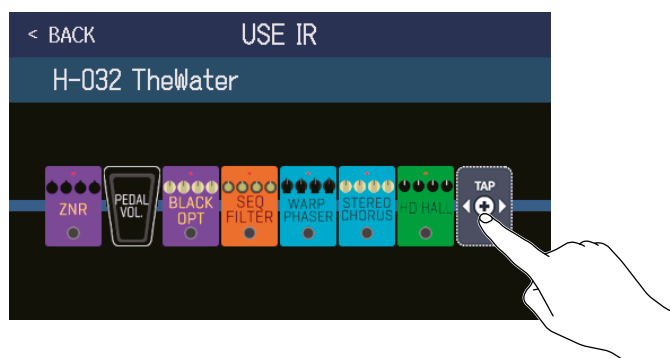 < BACK
USE IR
H-032 TheWater
ZNR
PEDAL
VOL.
BLACK
OPT
SEQ
FILTER
WARP
PHASER
STEREO
CHORUS
HD HALL
TAP